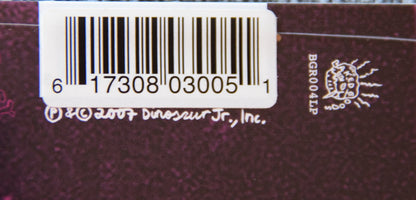 6 17308 03005 1
℗ & © 2007 Dinosaur Jr., Inc.
BGR004LP